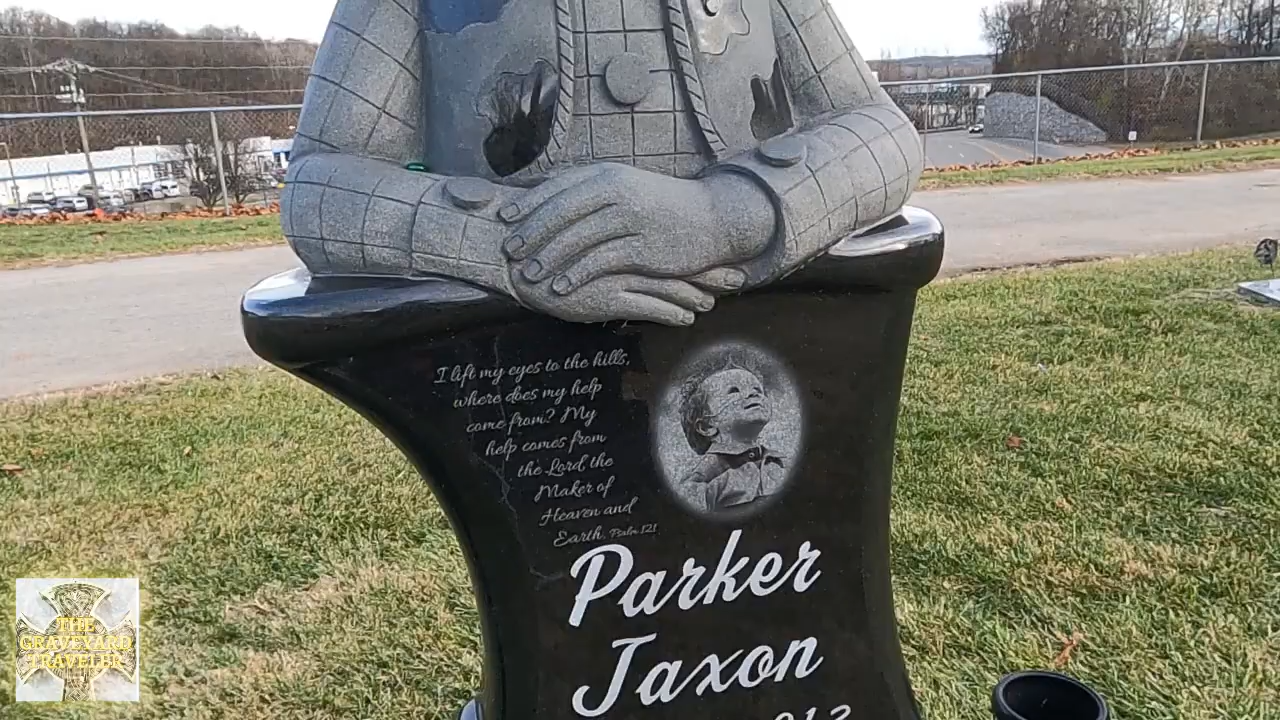 I lift my eyes to the hills,
where does my help
come from? My
help comes from
the Lord the
Maker of
Heaven and
Earth. Psalm 121
Parker
Jaxon
THE
GRAVEYARD
TRAVELER